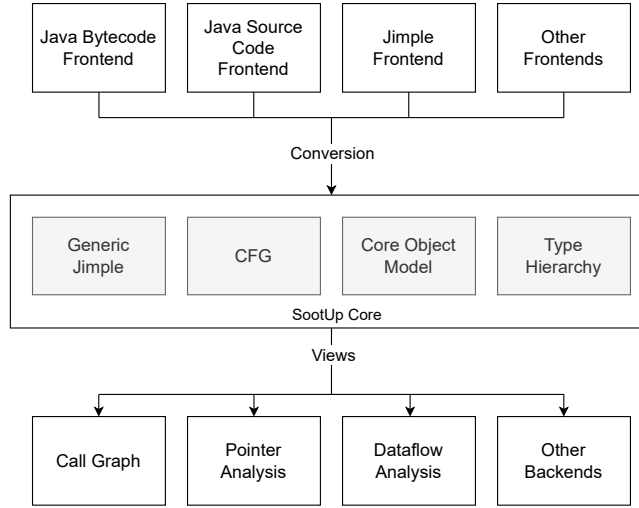 Java Bytecode
Frontend
Java Source
Code
Frontend
Jimple
Frontend
Other
Frontends
Conversion
Generic
Jimple
CFG
Core Object
Model
Type
Hierarchy
SootUp Core
Views
Call Graph
Pointer
Analysis
Dataflow
Analysis
Other
Backends